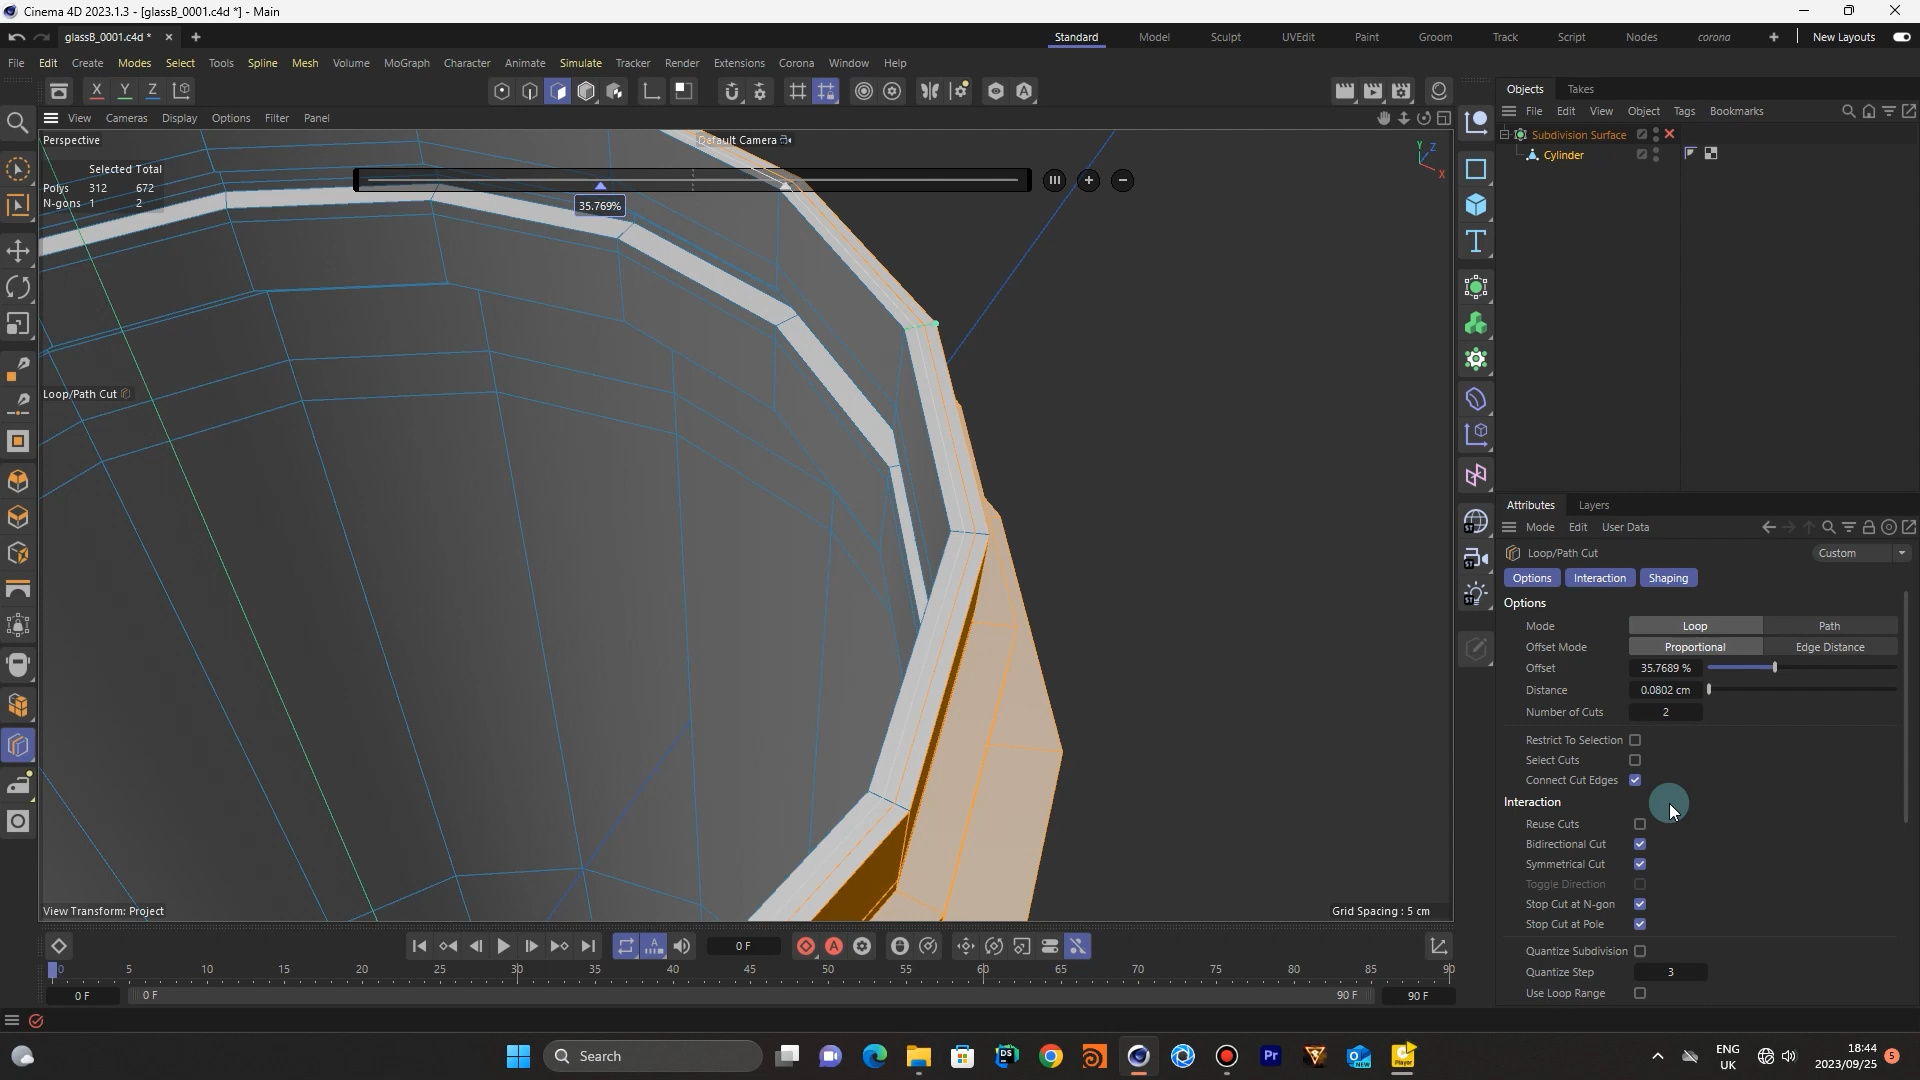 Cinema 4D 2023.1.3 - [glassB_0001.c4d *] - Main
glassB_0001.c4d *
Standard Model Sculpt UVEdit Paint Groom Track Script Nodes corona New Layouts
File Edit Create Modes Select Tools Spline Mesh Volume MoGraph Character Animate Simulate Tracker Render Extensions Corona Window Help
X Y Z
Objects Takes
View Cameras Display Options Filter Panel
File Edit View Object Tags Bookmarks
Perspective
Default Camera
Subdivision Surface
Cylinder
Selected Total
Polys 312 672
N-gons 1 2
35.769%
Y Z X
Loop/Path Cut
Attributes Layers
Mode Edit User Data
Loop/Path Cut Custom
Options Interaction Shaping
Options
Mode Loop Path
Offset Mode Proportional Edge Distance
Offset 35.7689 %
Distance 0.0802 cm
Number of Cuts 2
Restrict To Selection
Select Cuts
Connect Cut Edges
Interaction
Reuse Cuts
Bidirectional Cut
Symmetrical Cut
Toggle Direction
Stop Cut at N-gon
Stop Cut at Pole
Quantize Subdivision
Quantize Step 3
Use Loop Range
View Transform: Project
Grid Spacing : 5 cm
0 F
0 5 10 15 20 25 30 35 40 45 50 55 60 65 70 75 80 85 90
0 F 0 F 90 F 90 F
Search
ENG
UK
18:44
2023/09/25
5